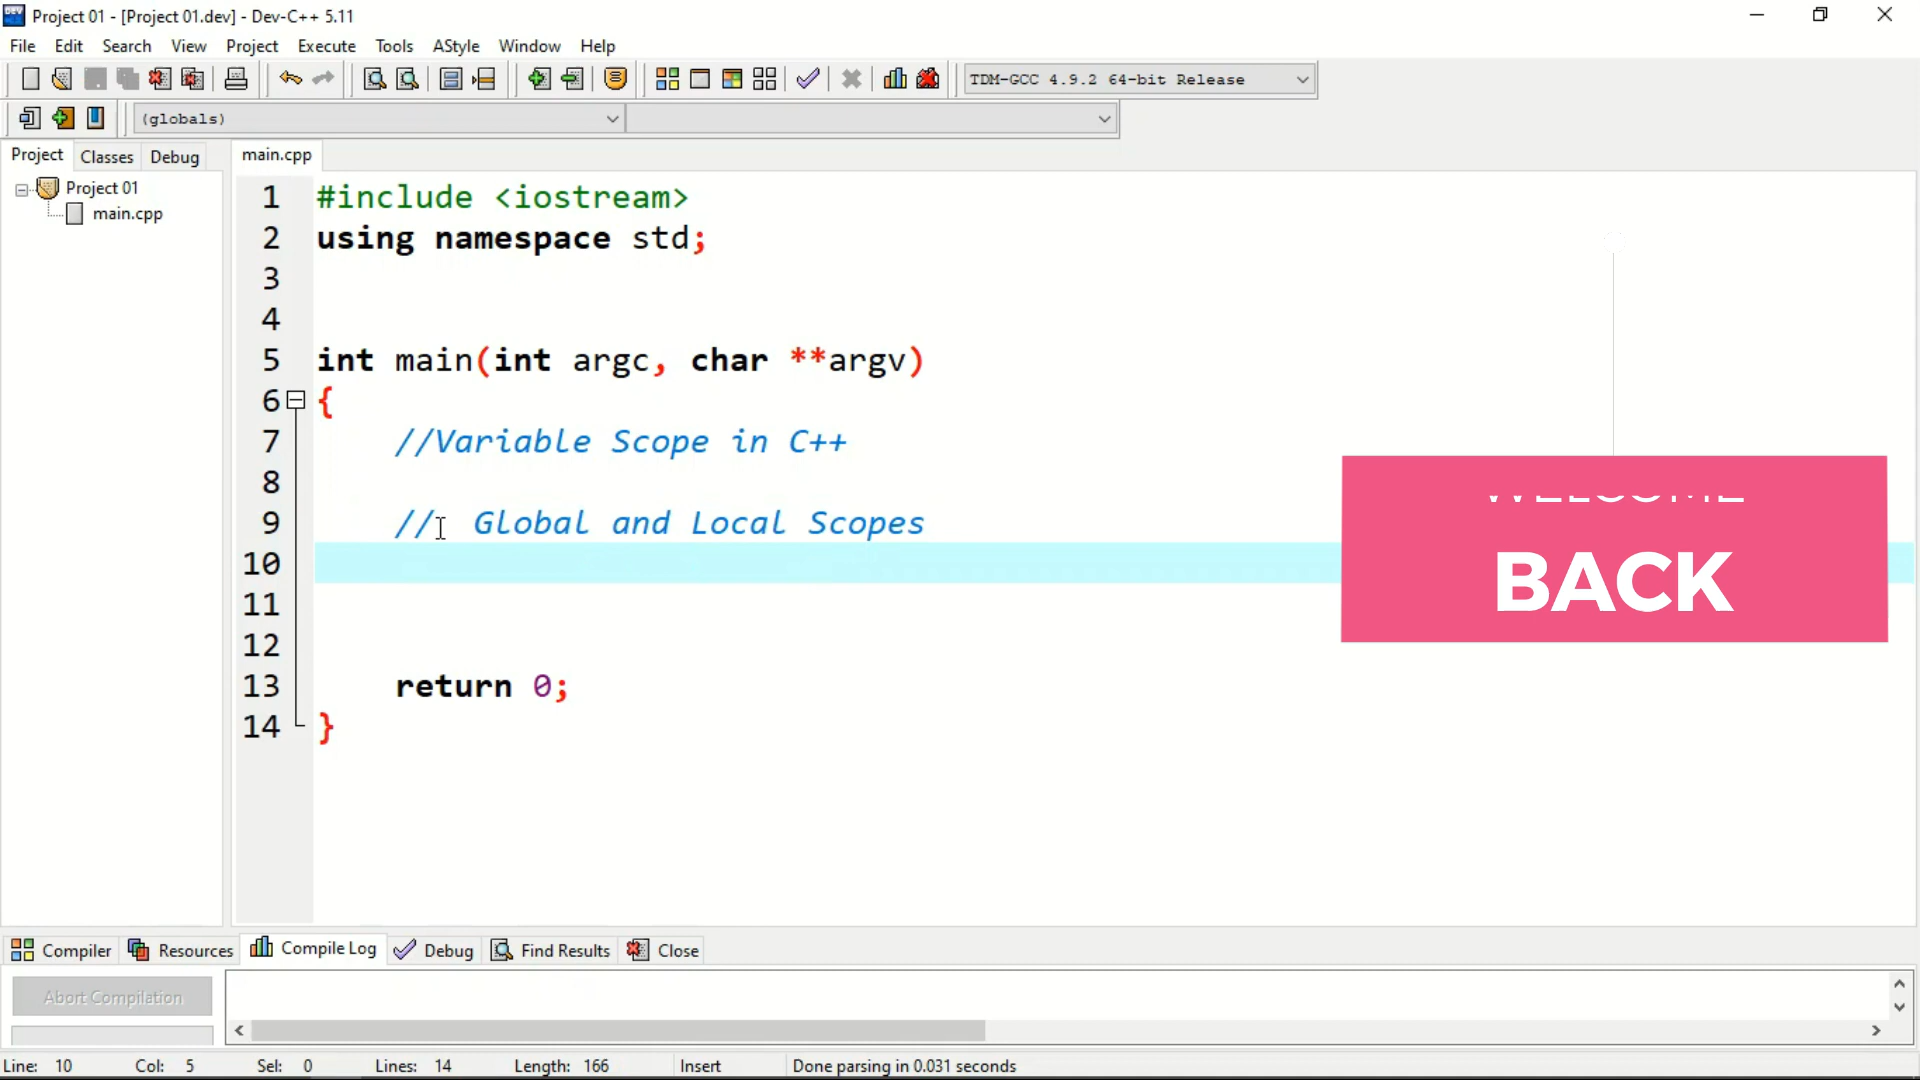 Project 01 - [Project 01.dev] - Dev-C++ 5.11
File Edit Search View Project Execute Tools AStyle Window Help
TDM-GCC 4.9.2 64-bit Release
(globals)
Project Classes Debug
main.cpp
Project 01
main.cpp
1 #include <iostream>
2 using namespace std;
3
4
5 int main(int argc, char **argv)
6 {
7 //Variable Scope in C++
8
9 // Global and Local Scopes
10
11
12
13 return 0;
14 }
WELCOME
BACK
Compiler Resources Compile Log Debug Find Results Close
Abort Compilation
Line: 10 Col: 5 Sel: 0 Lines: 14 Length: 166 Insert Done parsing in 0.031 seconds